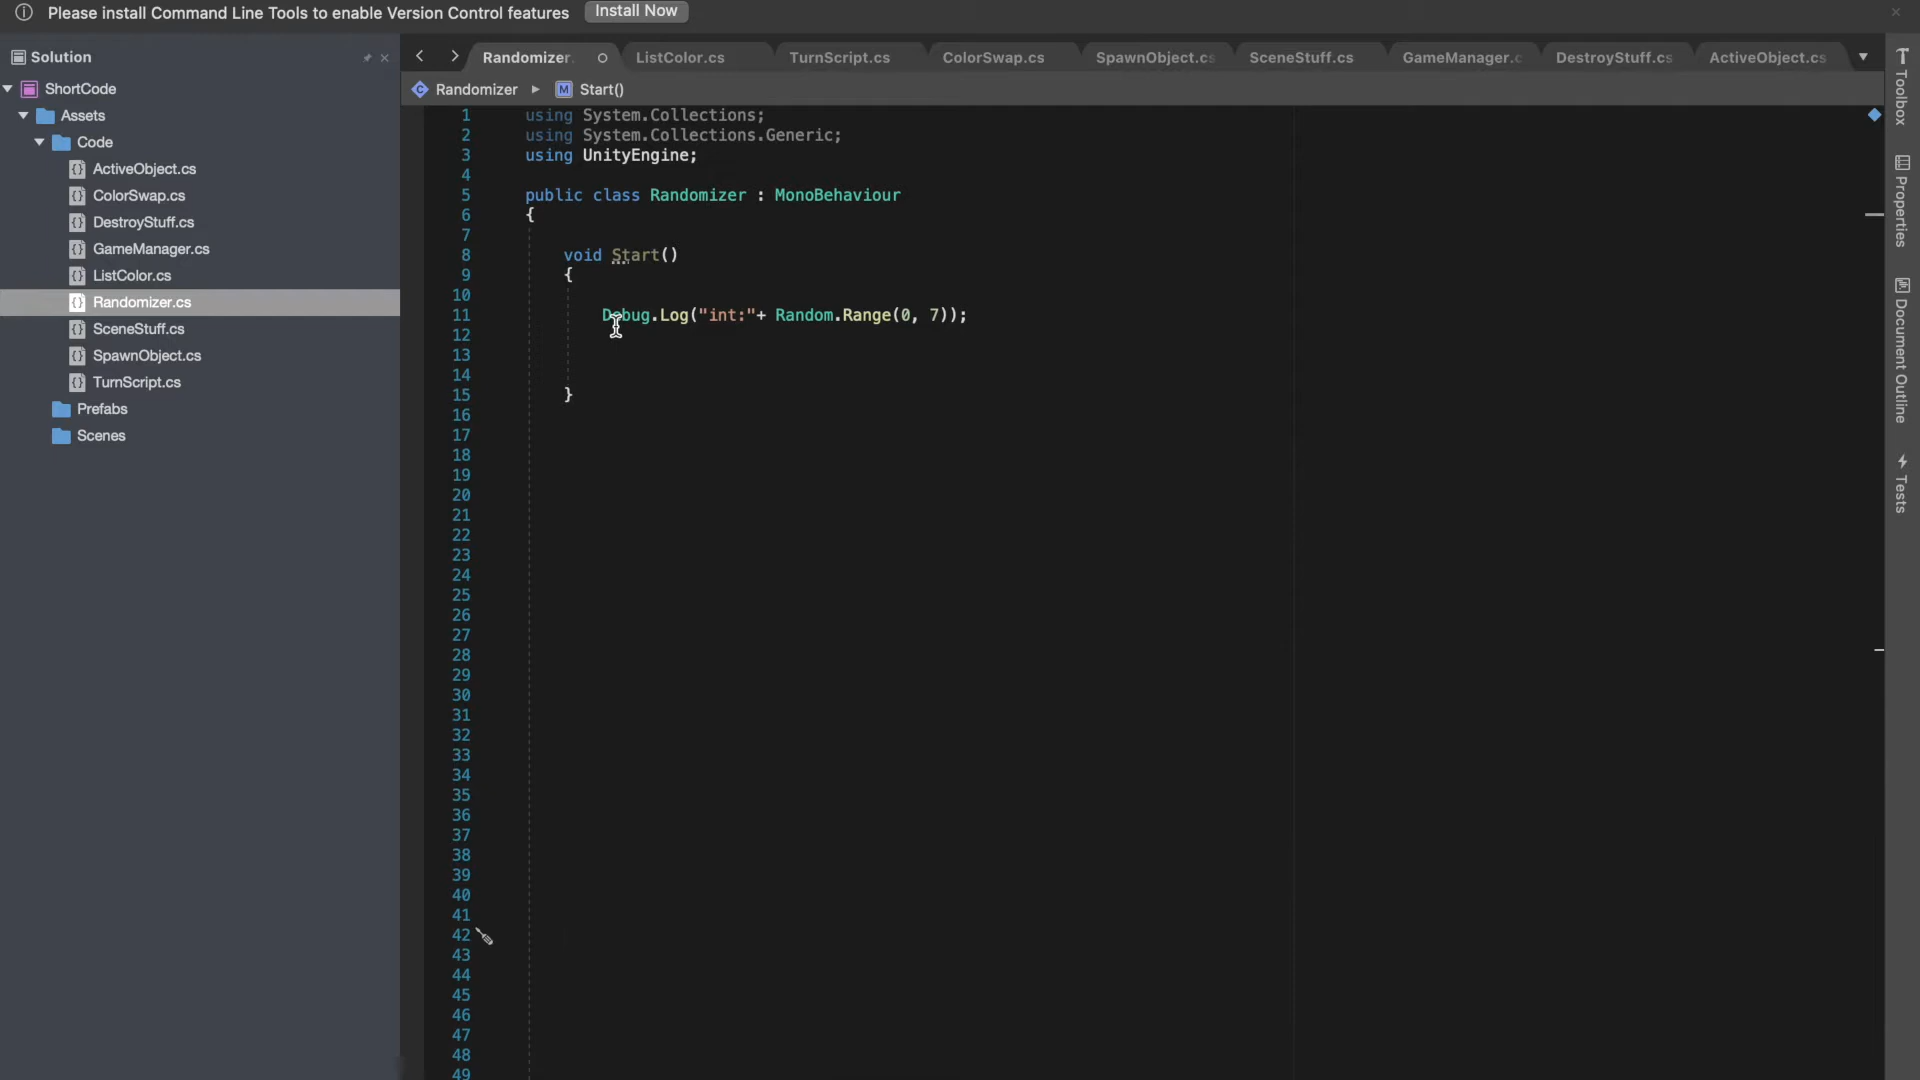 Please install Command Line Tools to enable Version Control features Install Now
Solution
ShortCode
Assets
Code
ActiveObject.cs
ColorSwap.cs
DestroyStuff.cs
GameManager.cs
ListColor.cs
Randomizer.cs
SceneStuff.cs
SpawnObject.cs
TurnScript.cs
Prefabs
Scenes
Randomizer. ListColor.cs TurnScript.cs ColorSwap.cs SpawnObject.cs SceneStuff.cs GameManager.c DestroyStuff.cs ActiveObject.cs
Randomizer Start()
1 using System.Collections;
2 using System.Collections.Generic;
3 using UnityEngine;
4
5 public class Randomizer : MonoBehaviour
6 {
7
8 void Start()
9 {
10
11 Debug.Log("int:"+ Random.Range(0, 7));
12
13
14
15 }
16
17
18
19
20
21
22
23
24
25
26
27
28
29
30
31
32
33
34
35
36
37
38
39
40
41
42
43
44
45
46
47
48
49
Toolbox
Properties
Document Outline
Tests